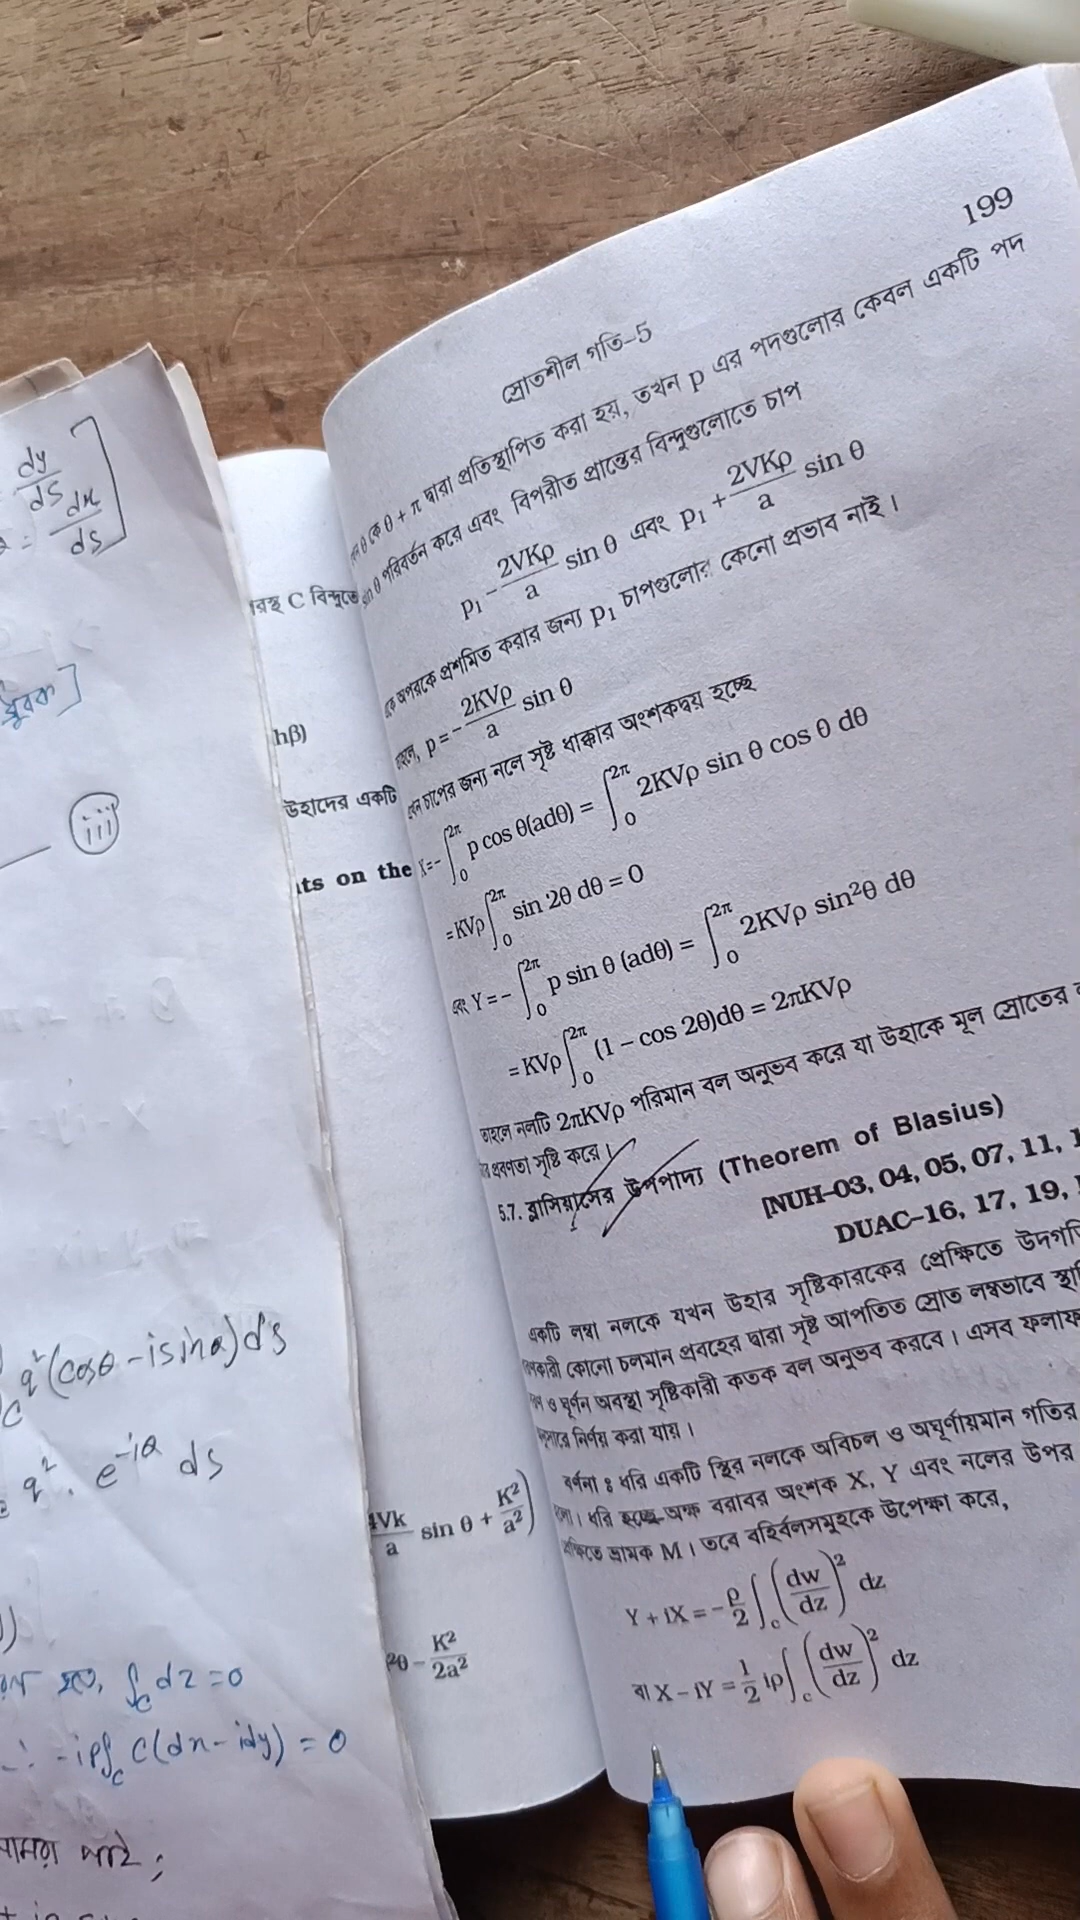 dy
ds
dx
ds
ধ্রুবক]
iii
q² (cosθ - isinθ) ds
C
q² . e^-iθ ds
হতে, ∫c dz = 0
∴ -iρ∫c C(dx - idy) = 0
পাই;
C বিন্দুতে
hβ)
উহাদের একটি
nts on the
4Vk/a sin θ + K²/a²)
²θ - K²/2a²
199
স্রোতশীল গতি-5
θ কে θ + π দ্বারা প্রতিস্থাপিত করা হয়, তখন p এর পদগুলোর কেবল একটি পদ
sin θ পরিবর্তন করে এবং বিপরীত প্রান্তের বিন্দুগুলোতে চাপ
p₁ - 2VKρ/a sin θ এবং p₁ + 2VKρ/a sin θ
অপরকে প্রশমিত করার জন্য p₁ চাপগুলোর কোনো প্রভাব নাই।
p = - 2KVρ/a sin θ
চাপের জন্য নলে সৃষ্ট ধাক্কার অংশকদ্বয় হচ্ছে
X = - ∫₀^2π p cos θ(adθ) = ∫₀^2π 2KVρ sin θ cos θ dθ
= KVρ ∫₀^2π sin 2θ dθ = 0
এবং Y = - ∫₀^2π p sin θ (adθ) = ∫₀^2π 2KVρ sin²θ dθ
= KVρ ∫₀^2π (1 - cos 2θ)dθ = 2πKVρ
তাহলে নলটি 2πKVρ পরিমান বল অনুভব করে যা উহাকে মূল স্রোতের
প্রবণতা সৃষ্টি করে।
5.7. ব্লাসিয়াসের উপপাদ্য (Theorem of Blasius)
[NUH-03, 04, 05, 07, 11,
DUAC-16, 17, 19,
একটি লম্বা নলকে যখন উহার সৃষ্টিকারকের প্রেক্ষিতে
কোনো চলমান প্রবহের দ্বারা সৃষ্ট আপতিত স্রোত লম্বভাবে
ও ঘূর্ণন অবস্থা সৃষ্টিকারী কতক বল অনুভব করবে। এসব
নির্ণয় করা যায়।
বর্ণনা ঃ ধরি একটি স্থির নলকে অবিচল ও অঘূর্ণায়মান গতির
ধরি হচ্ছে অক্ষ বরাবর অংশক X, Y এবং নলের উপর
ভ্রামক M। তবে বহির্বলসমূহকে উপেক্ষা করে,
Y + iX = - ρ/2 ∫c (dw/dz)² dz
বা X - iY = 1/2 iρ ∫c (dw/dz)² dz